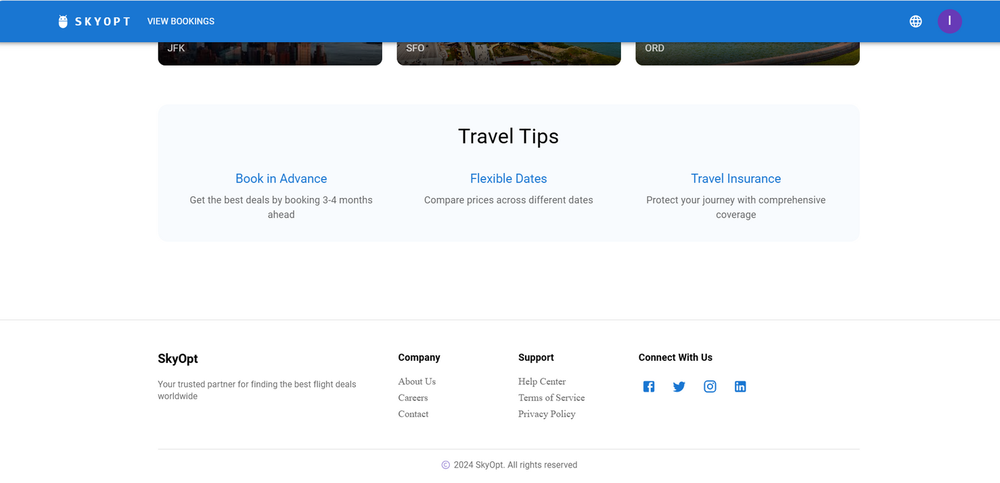 SKYOPT VIEW BOOKINGS I
JFK SFO ORD
Travel Tips
Book in Advance
Get the best deals by booking 3-4 months
ahead
Flexible Dates
Compare prices across different dates
Travel Insurance
Protect your journey with comprehensive
coverage
SkyOpt
Your trusted partner for finding the best flight deals
worldwide
Company
About Us
Careers
Contact
Support
Help Center
Terms of Service
Privacy Policy
Connect With Us
© 2024 SkyOpt. All rights reserved